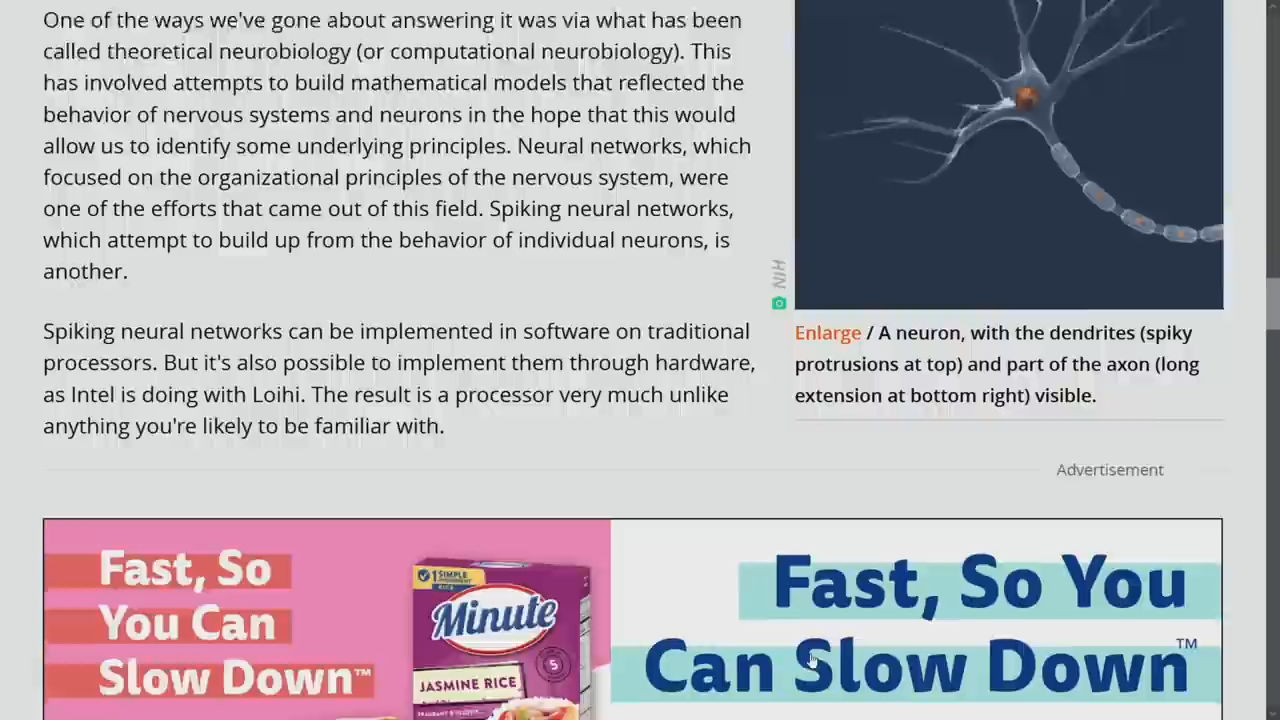 One of the ways we've gone about answering it was via what has been
called theoretical neurobiology (or computational neurobiology). This
has involved attempts to build mathematical models that reflected the
behavior of nervous systems and neurons in the hope that this would
allow us to identify some underlying principles. Neural networks, which
focused on the organizational principles of the nervous system, were
one of the efforts that came out of this field. Spiking neural networks,
which attempt to build up from the behavior of individual neurons, is
another.
Spiking neural networks can be implemented in software on traditional
processors. But it's also possible to implement them through hardware,
as Intel is doing with Loihi. The result is a processor very much unlike
anything you're likely to be familiar with.
NIH
Enlarge / A neuron, with the dendrites (spiky
protrusions at top) and part of the axon (long
extension at bottom right) visible.
Advertisement
Fast, So
You Can
Slow Down™
1 SIMPLE
Minute
5
JASMINE RICE
Fast, So You
Can Slow Down™